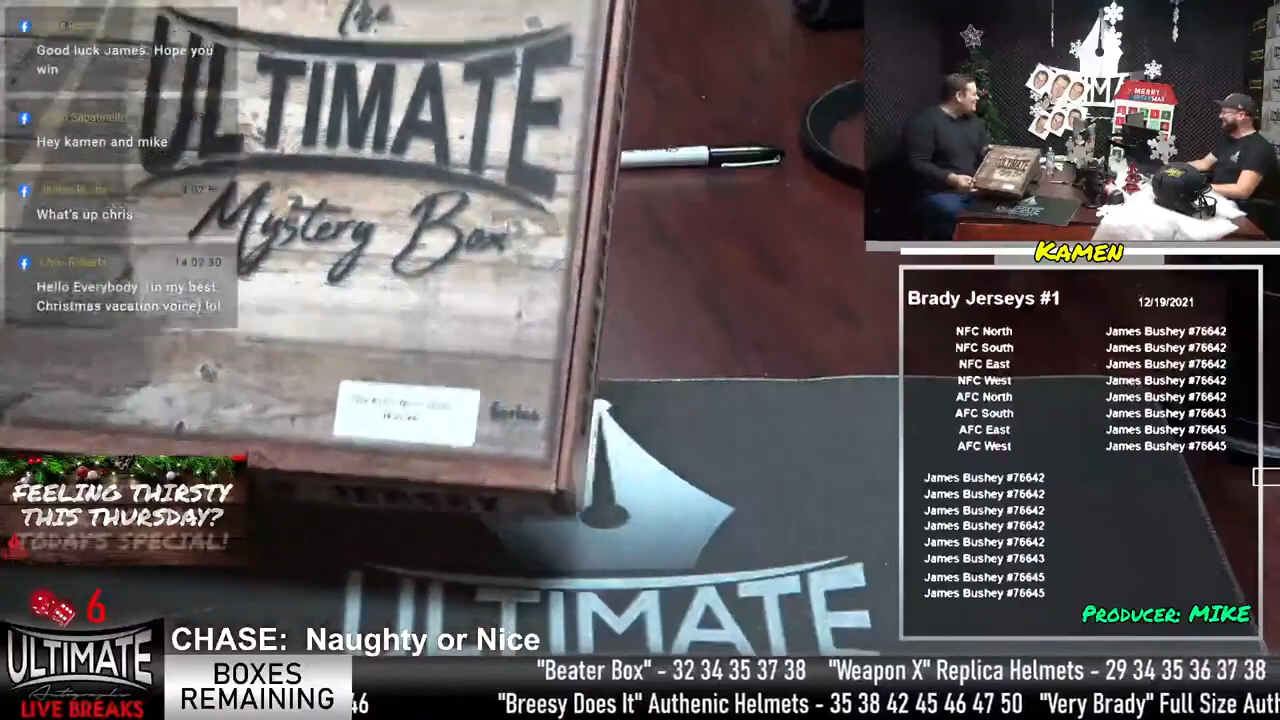 The
ULTIMATE
Mystery Box
Series
JERSEY
Good luck James. Hope you
win
Hey kamen and mike
What's up chris
Chris Roberts
Hello Everybody (in my best
Christmas vacation voice) lol
MERRY
KAMEN
Brady Jerseys #1 12/19/2021
NFC North James Bushey #76642
NFC South James Bushey #76642
NFC East James Bushey #76642
NFC West James Bushey #76642
AFC North James Bushey #76642
AFC South James Bushey #76643
AFC East James Bushey #76645
AFC West James Bushey #76645
James Bushey #76642
James Bushey #76642
James Bushey #76642
James Bushey #76642
James Bushey #76642
James Bushey #76643
James Bushey #76645
James Bushey #76645
PRODUCER: MIKE
FEELING THIRSTY
THIS THURSDAY?
TODAY'S SPECIAL!
ULTIMATE
6
ULTIMATE
Autographs
LIVE BREAKS
CHASE: Naughty or Nice
BOXES
REMAINING
"Beater Box" - 32 34 35 37 38 "Weapon X" Replica Helmets - 29 34 35 36 37 38
46 "Breesy Does It" Authenic Helmets - 35 38 42 45 46 47 50 "Very Brady" Full Size Aut